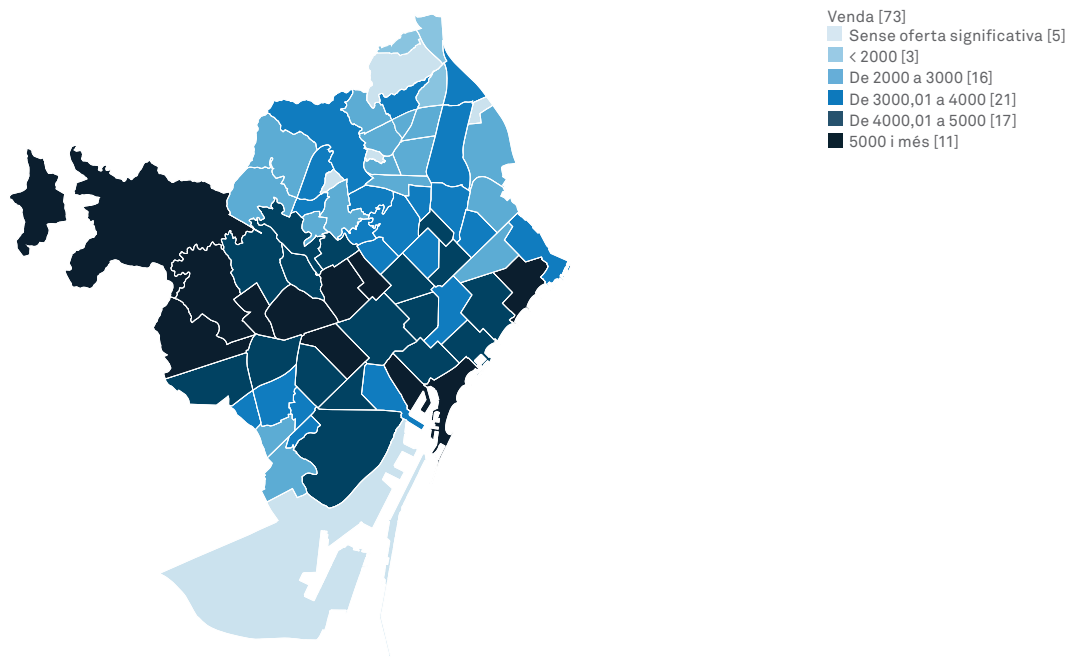 Venda [73]
Sense oferta significativa [5]
< 2000 [3]
De 2000 a 3000 [16]
De 3000,01 a 4000 [21]
De 4000,01 a 5000 [17]
5000 i més [11]